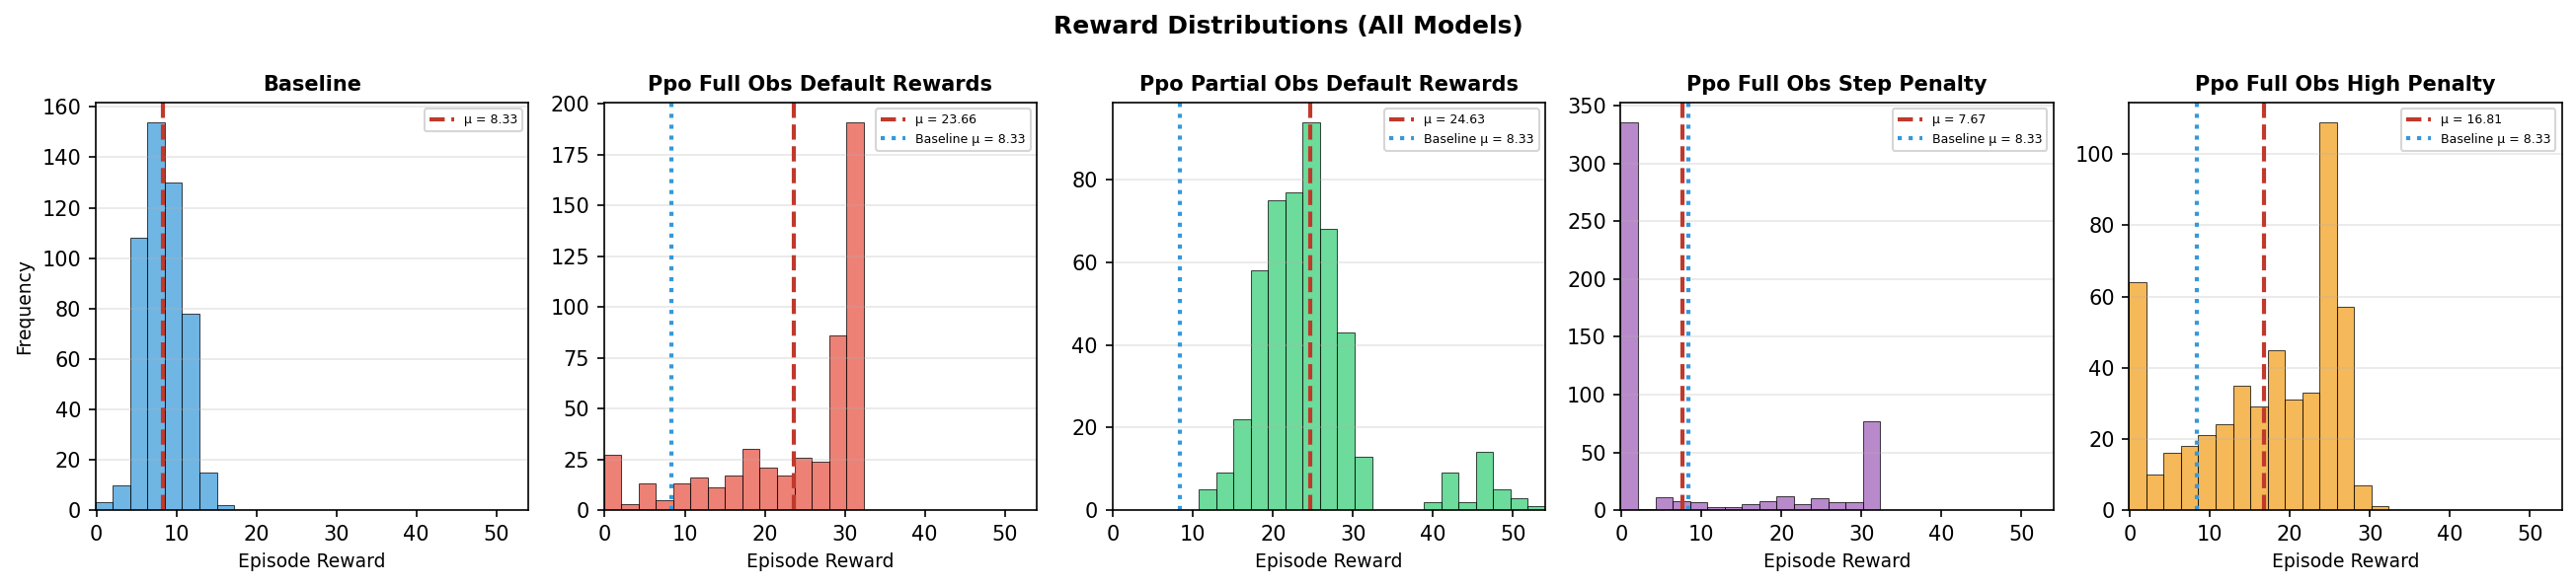 Reward Distributions (All Models)
Baseline
160
140
120
100
80
60
40
20
0
Frequency
0 10 20 30 40 50
Episode Reward
μ = 8.33
Ppo Full Obs Default Rewards
200
175
150
125
100
75
50
25
0
0 10 20 30 40 50
Episode Reward
μ = 23.66
Baseline μ = 8.33
Ppo Partial Obs Default Rewards
80
60
40
20
0
0 10 20 30 40 50
Episode Reward
μ = 24.63
Baseline μ = 8.33
Ppo Full Obs Step Penalty
350
300
250
200
150
100
50
0
0 10 20 30 40 50
Episode Reward
μ = 7.67
Baseline μ = 8.33
Ppo Full Obs High Penalty
100
80
60
40
20
0
0 10 20 30 40 50
Episode Reward
μ = 16.81
Baseline μ = 8.33